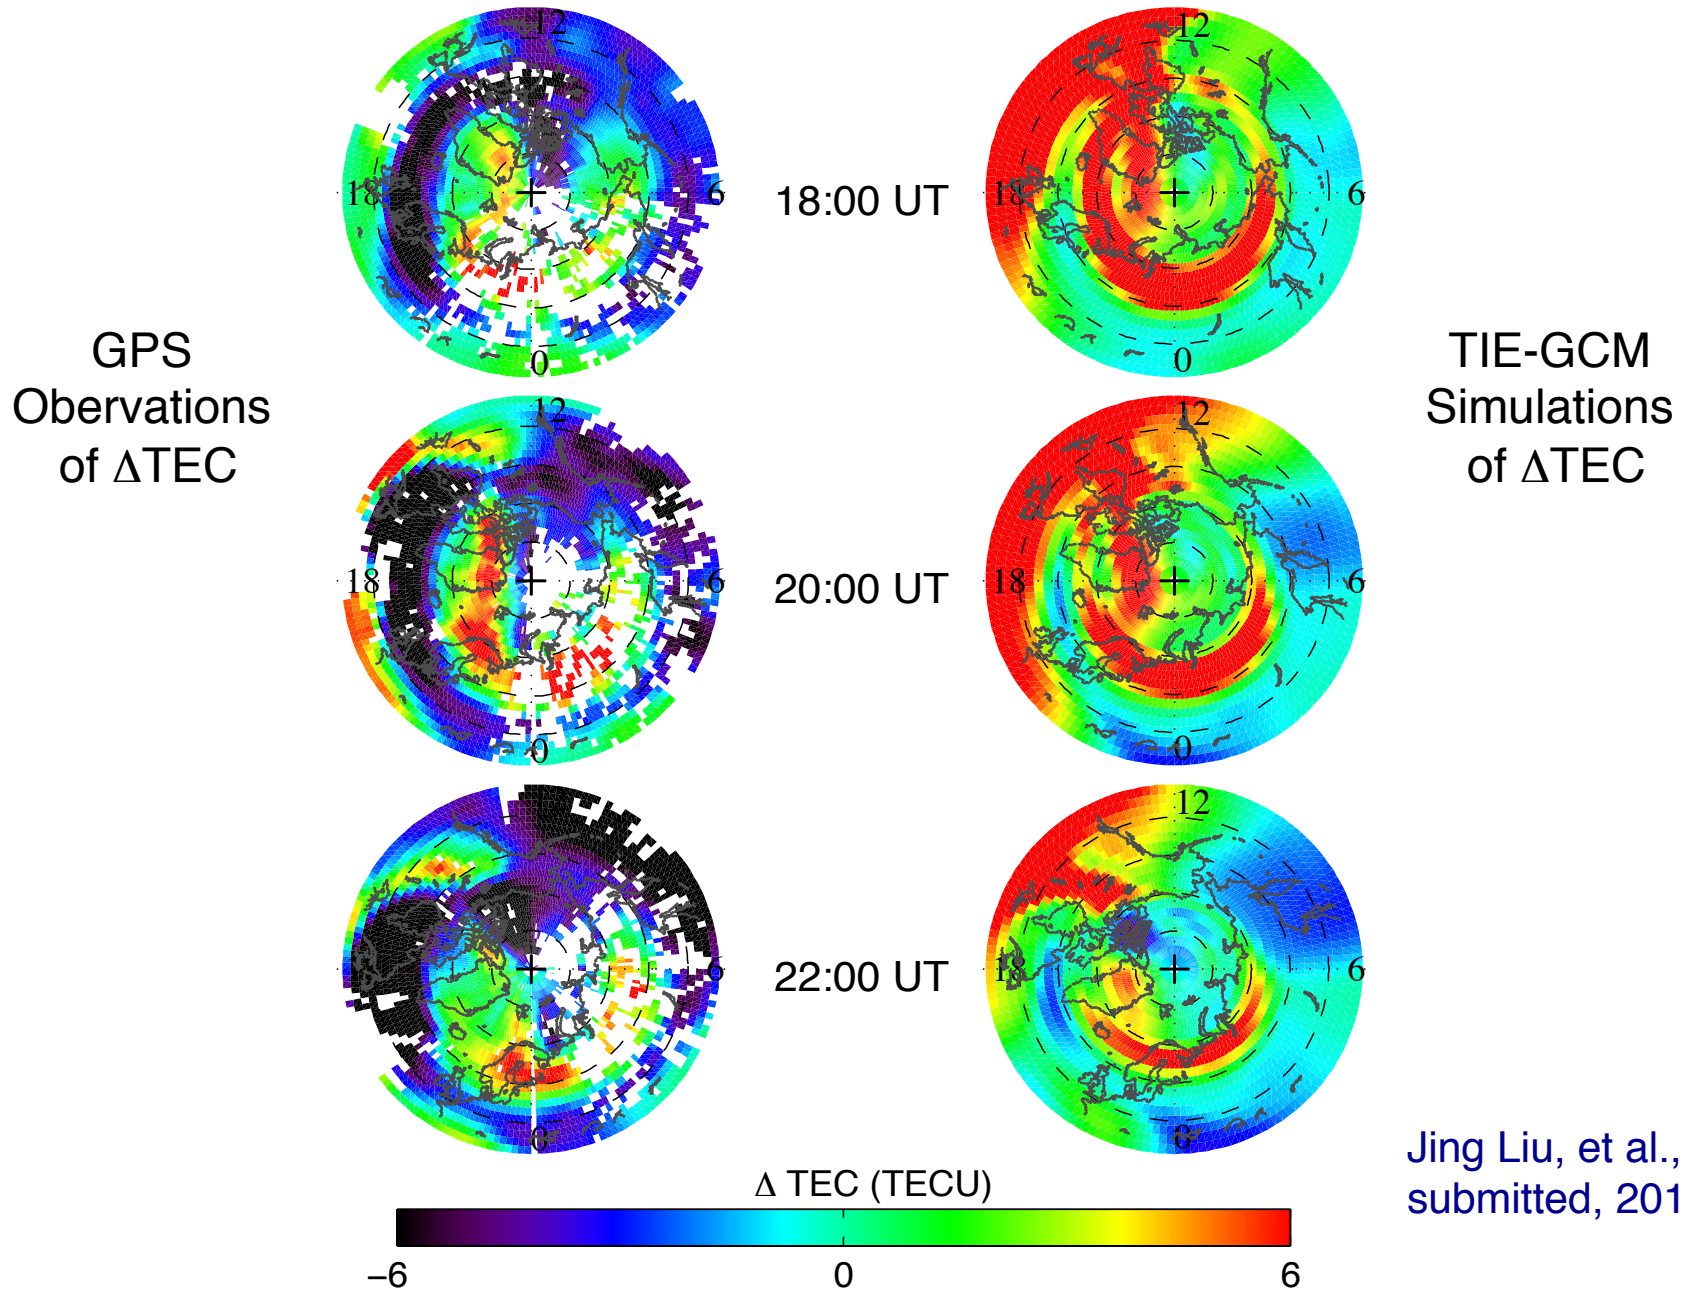 12
18
6
0
18:00 UT
12
18
6
0
GPS
Obervations
of ΔTEC
TIE-GCM
Simulations
of ΔTEC
12
18
6
0
20:00 UT
12
18
6
0
12
18
6
0
22:00 UT
12
18
6
0
Jing Liu, et al.,
submitted, 201
Δ TEC (TECU)
−6
0
6